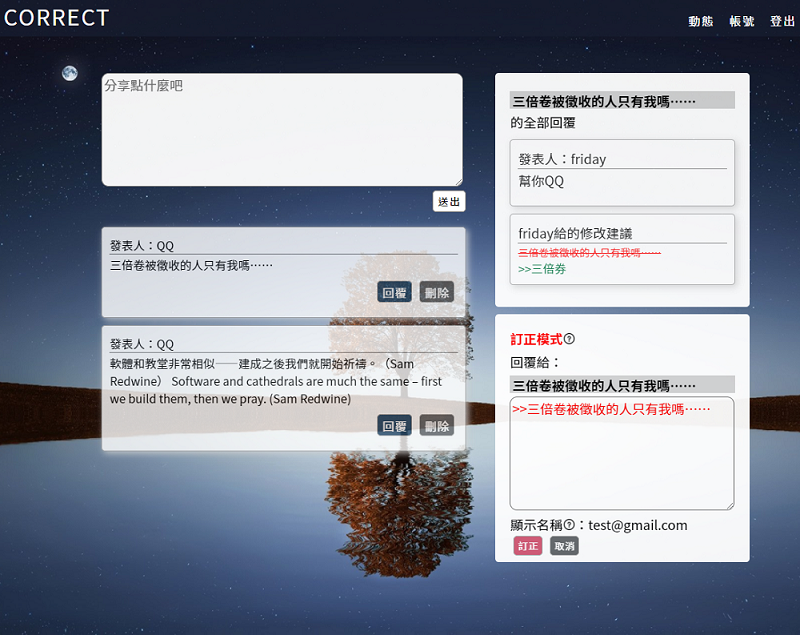 CORRECT
動態 帳號 登出
分享點什麼吧
送出
發表人：QQ
三倍卷被徵收的人只有我嗎⋯⋯
回覆 刪除
發表人：QQ
軟體和教堂非常相似——建成之後我們就開始祈禱。（Sam
Redwine） Software and cathedrals are much the same – first
we build them, then we pray. (Sam Redwine)
回覆 刪除
三倍卷被徵收的人只有我嗎⋯⋯
的全部回覆
發表人：friday
幫你QQ
friday給的修改建議
三倍卷被徵收的人只有我嗎⋯⋯
>>三倍券
訂正模式?
回覆給：
三倍卷被徵收的人只有我嗎⋯⋯
>>三倍卷被徵收的人只有我嗎⋯⋯
顯示名稱?：test@gmail.com
訂正 取消